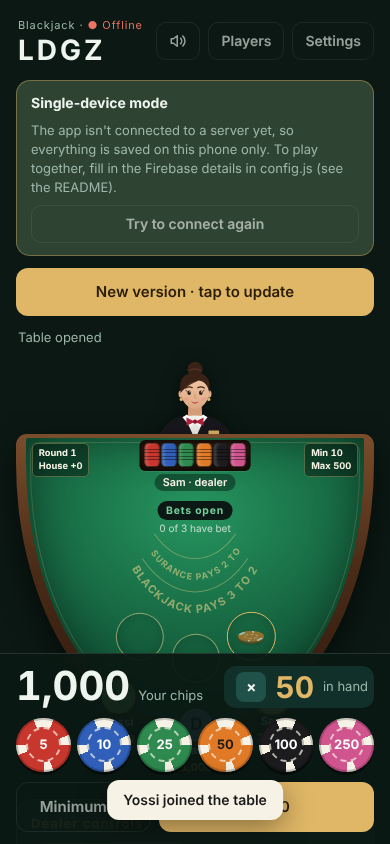 Blackjack · Offline
LDGZ
Players
Settings
Single-device mode
The app isn't connected to a server yet, so
everything is saved on this phone only. To play
together, fill in the Firebase details in config.js (see
the README).
Try to connect again
New version · tap to update
Table opened
Round 1
House +0
Min 10
Max 500
Sam · dealer
Bets open
0 of 3 have bet
SURANCE PAYS 2 TO
BLACKJACK PAYS 3 TO 2
1,000
Your chips
×
50
in hand
5
10
25
50
100
250
Minimum
Yossi joined the table
Dealer controls